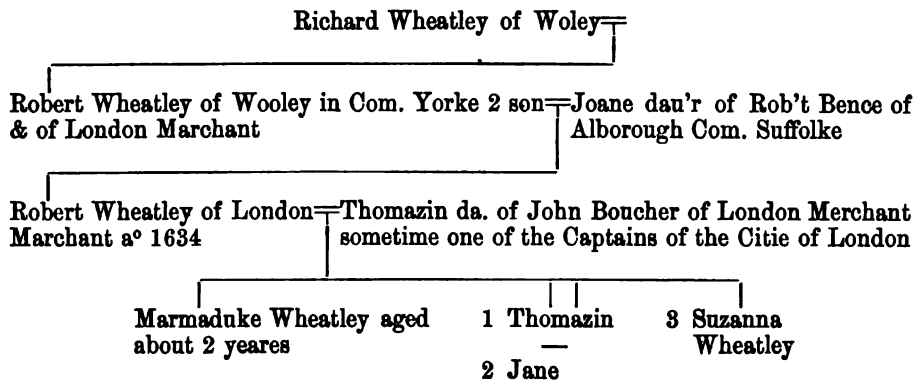 Richard Wheatley of Woley
Robert Wheatley of Wooley in Com. Yorke 2 son
& of London Marchant
Joane dau'r of Rob't Bence of
Alborough Com. Suffolke
Robert Wheatley of London
Marchant aº 1634
Thomazin da. of John Boucher of London Merchant
sometime one of the Captains of the Citie of London
Marmaduke Wheatley aged
about 2 yeares
1 Thomazin
2 Jane
3 Suzanna
Wheatley